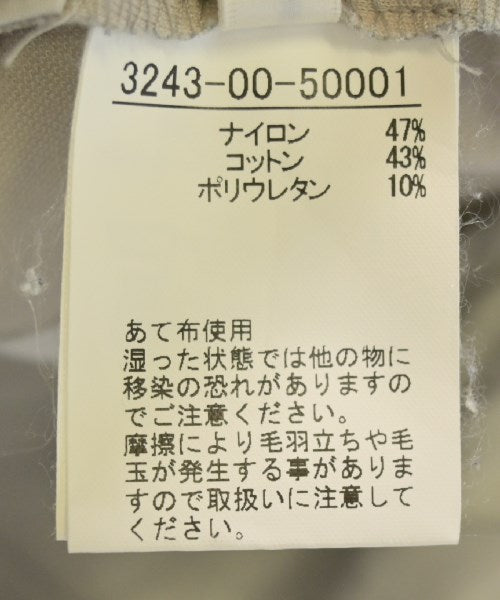 3243-00-50001
ナイロン 47%
コットン 43%
ポリウレタン 10%
あて布使用
湿った状態では他の物に
移染の恐れがありますの
でご注意ください。
摩擦により毛羽立ちや毛
玉が発生する事がありま
すので取扱いに注意して
ください。